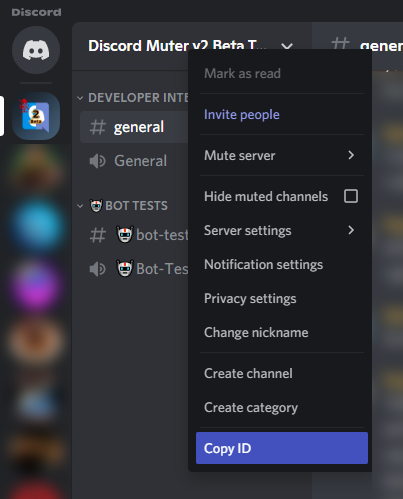 Discord
Discord Muter v2 Beta T...
gener
Mark as read
DEVELOPER INTE
Invite people
general
General
Mute server
Hide muted channels
BOT TESTS
Server settings
bot-test
Notification settings
Bot-Tes
Privacy settings
Change nickname
Create channel
Create category
Copy ID
2
Beta